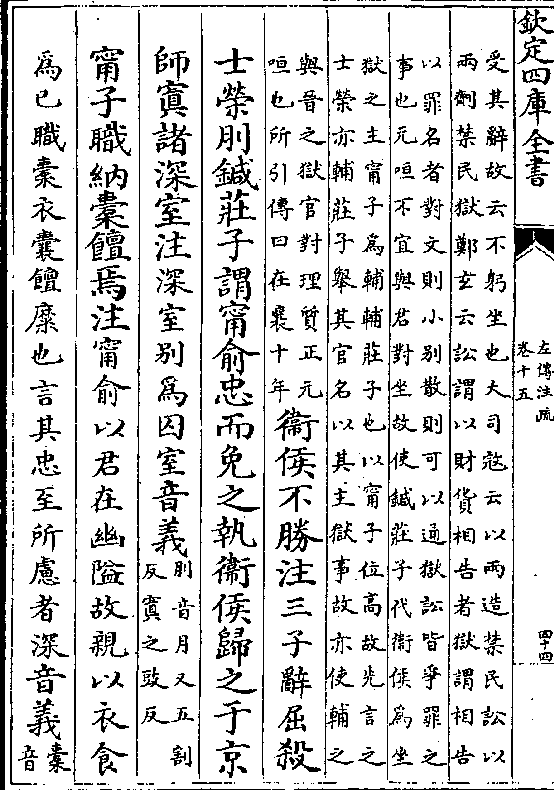 欽定四庫全書
左傳注疏
卷十五
四十四
受其辭故云不躬坐也大司寇云以兩造禁民訟以
兩劑禁民獄鄭玄云訟謂以財貨相告者獄謂相告
以罪名者對文則小別散則可以通獄訟皆爭罪之
事也元咺不宜與君對坐故使鍼莊子代衞侯為坐
獄之主甯子為輔輔莊子也以甯子位高故先言之
士榮亦輔莊子舉其官名以其主獄事故亦使輔之
與晉之獄官對理質正元
咺也所引傳曰在襄十年
衞侯不勝注三子辭屈殺
士榮刖鍼莊子謂甯俞忠而免之執衞侯歸之于京
師寘諸深室注深室別為囚室音義
刖音月又五割
反寘之豉反
甯子職納橐饘焉注甯俞以君在幽隘故親以衣食
為已職橐衣囊饘糜也言其忠至所慮者深音義
橐
音